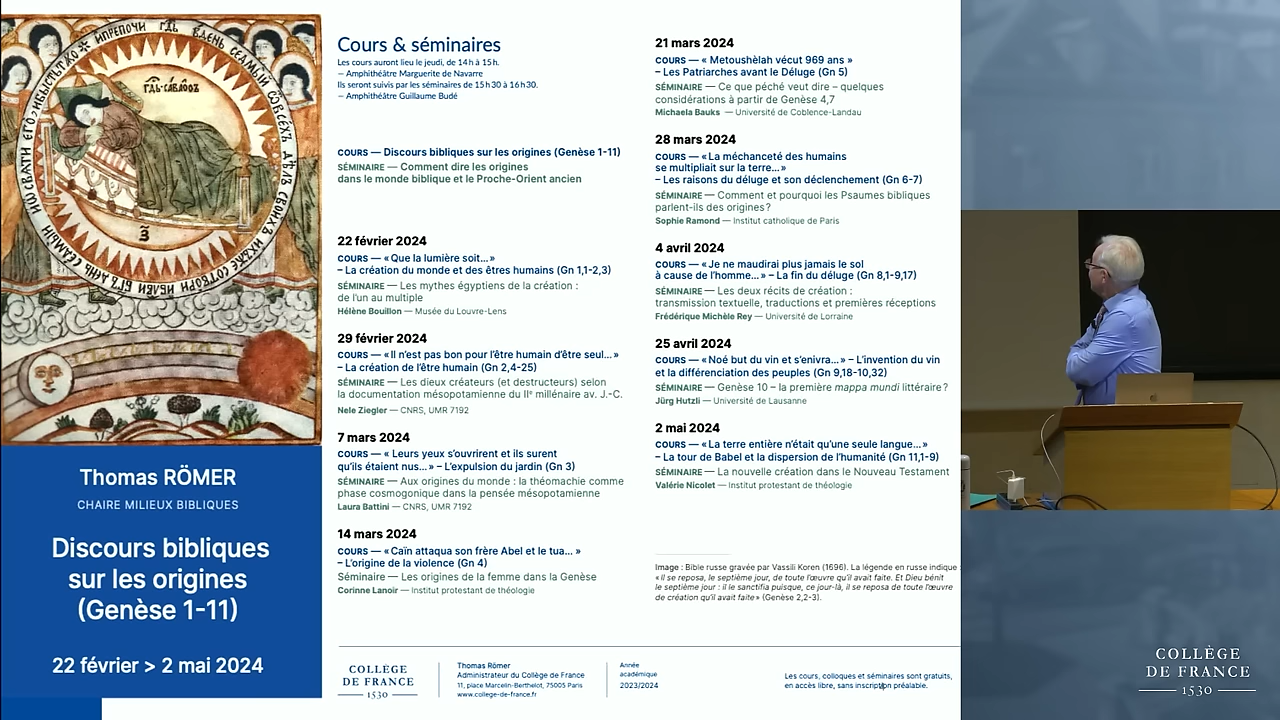 ГДЬ САВАОѲ
Thomas RÖMER
CHAIRE MILIEUX BIBLIQUES
Discours bibliques
sur les origines
(Genèse 1-11)
22 février > 2 mai 2024
Cours & séminaires
Les cours auront lieu le jeudi, de 14 h à 15 h.
— Amphithéâtre Marguerite de Navarre
Ils seront suivis par les séminaires de 15 h 30 à 16 h 30.
— Amphithéâtre Guillaume Budé
COURS — Discours bibliques sur les origines (Genèse 1-11)
SÉMINAIRE — Comment dire les origines
dans le monde biblique et le Proche-Orient ancien
22 février 2024
COURS — « Que la lumière soit... »
– La création du monde et des êtres humains (Gn 1,1-2,3)
SÉMINAIRE — Les mythes égyptiens de la création :
de l'un au multiple
Hélène Bouillon — Musée du Louvre-Lens
29 février 2024
COURS — « Il n'est pas bon pour l'être humain d'être seul... »
– La création de l'être humain (Gn 2,4-25)
SÉMINAIRE — Les dieux créateurs (et destructeurs) selon
la documentation mésopotamienne du IIe millénaire av. J.-C.
Nele Ziegler — CNRS, UMR 7192
7 mars 2024
COURS — « Leurs yeux s'ouvrirent et ils surent
qu'ils étaient nus... » – L'expulsion du jardin (Gn 3)
SÉMINAIRE — Aux origines du monde : la théomachie comme
phase cosmogonique dans la pensée mésopotamienne
Laura Battini — CNRS, UMR 7192
14 mars 2024
COURS — « Caïn attaqua son frère Abel et le tua... »
– L'origine de la violence (Gn 4)
Séminaire — Les origines de la femme dans la Genèse
Corinne Lanoir — Institut protestant de théologie
21 mars 2024
COURS — « Metoushèlah vécut 969 ans »
– Les Patriarches avant le Déluge (Gn 5)
SÉMINAIRE — Ce que péché veut dire – quelques
considérations à partir de Genèse 4,7
Michaela Bauks — Université de Coblence-Landau
28 mars 2024
COURS — « La méchanceté des humains
se multipliait sur la terre... »
– Les raisons du déluge et son déclenchement (Gn 6-7)
SÉMINAIRE — Comment et pourquoi les Psaumes bibliques
parlent-ils des origines ?
Sophie Ramond — Institut catholique de Paris
4 avril 2024
COURS — « Je ne maudirai plus jamais le sol
à cause de l'homme... » – La fin du déluge (Gn 8,1-9,17)
SÉMINAIRE — Les deux récits de création :
transmission textuelle, traductions et premières réceptions
Frédérique Michèle Rey — Université de Lorraine
25 avril 2024
COURS — « Noé but du vin et s'enivra... » – L'invention du vin
et la différenciation des peuples (Gn 9,18-10,32)
SÉMINAIRE — Genèse 10 – la première mappa mundi littéraire ?
Jürg Hutzli — Université de Lausanne
2 mai 2024
COURS — « La terre entière n'était qu'une seule langue... »
– La tour de Babel et la dispersion de l'humanité (Gn 11,1-9)
SÉMINAIRE — La nouvelle création dans le Nouveau Testament
Valérie Nicolet — Institut protestant de théologie
Image : Bible russe gravée par Vassili Koren (1696). La légende en russe indique :
« Il se reposa, le septième jour, de toute l'œuvre qu'il avait faite. Et Dieu bénit
le septième jour : il le sanctifia puisque, ce jour-là, il se reposa de toute l'œuvre
de création qu'il avait faite » (Genèse 2,2-3).
COLLÈGE
DE FRANCE
1530
Thomas Römer
Administrateur du Collège de France
11, place Marcelin-Berthelot, 75005 Paris
www.college-de-france.fr
Année
académique
2023/2024
Les cours, colloques et séminaires sont gratuits,
en accès libre, sans inscription préalable.
COLLÈGE
DE FRANCE
1530